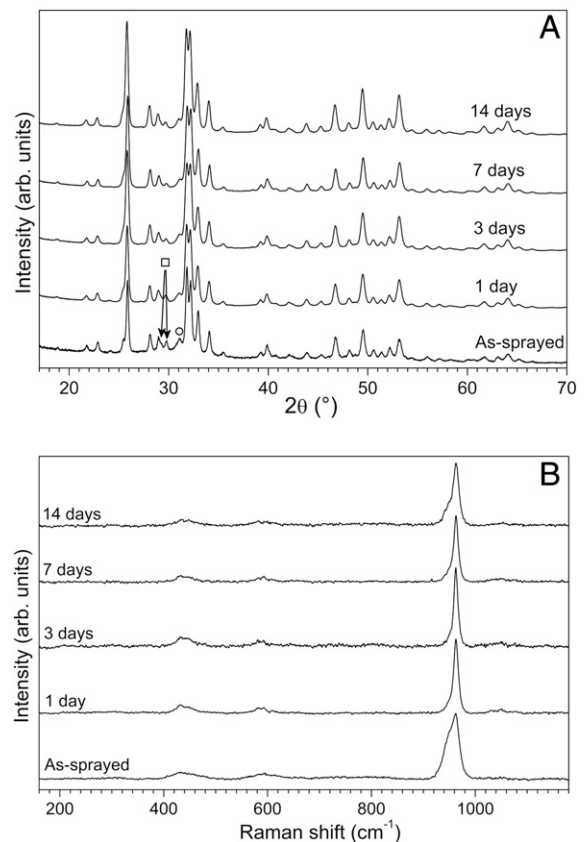 A
Intensity (arb. units)
14 days
7 days
3 days
1 day
As-sprayed
20 30 40 50 60 70
2θ (°)
B
Intensity (arb. units)
14 days
7 days
3 days
1 day
As-sprayed
200 400 600 800 1000
Raman shift (cm⁻¹)